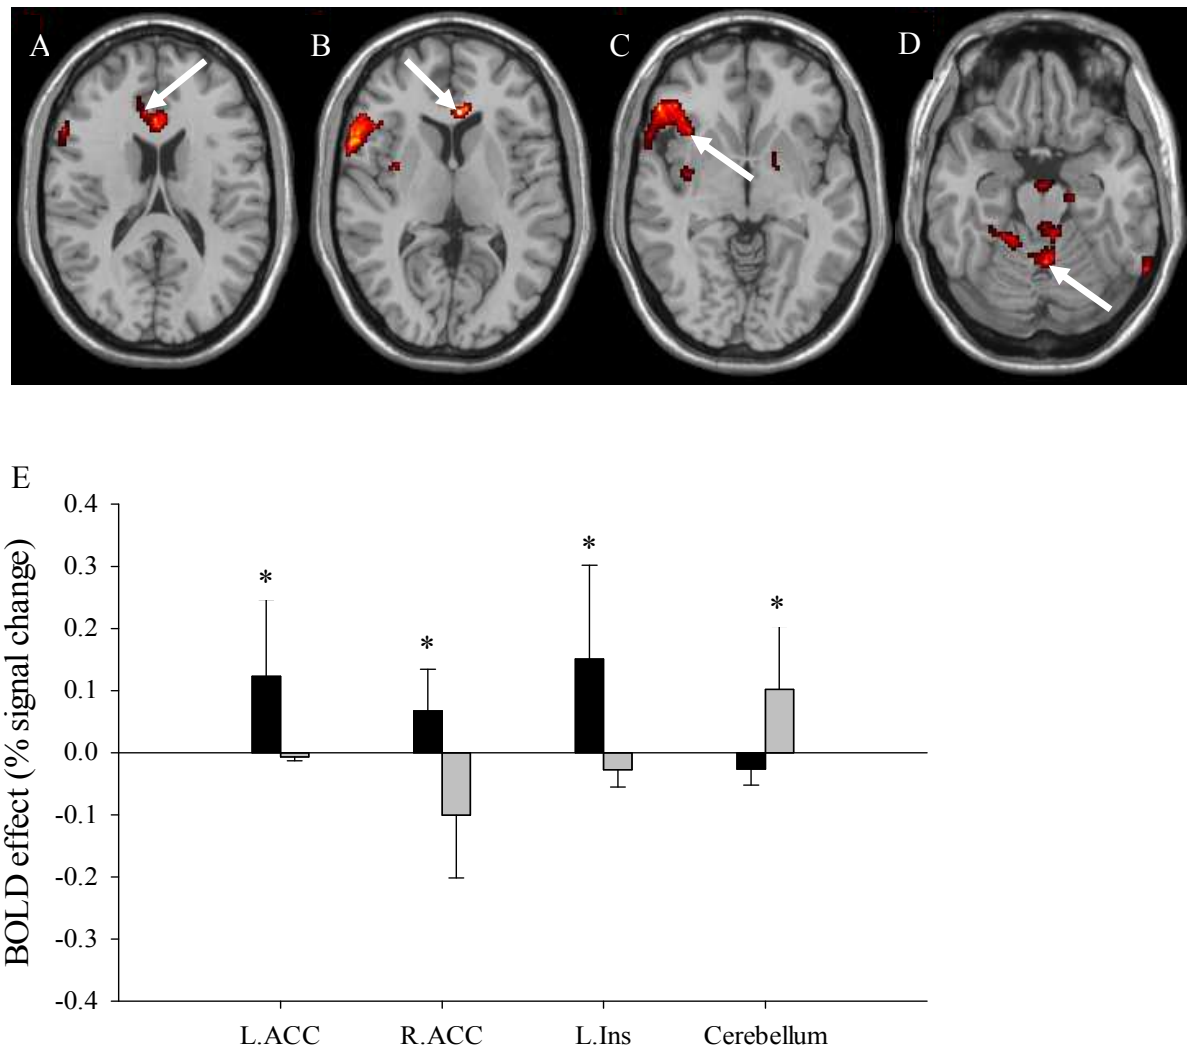 A
B
C
D
E
BOLD effect (% signal change)
0.4
0.3
0.2
0.1
0.0
-0.1
-0.2
-0.3
-0.4
*
*
*
*
L.ACC
R.ACC
L.Ins
Cerebellum